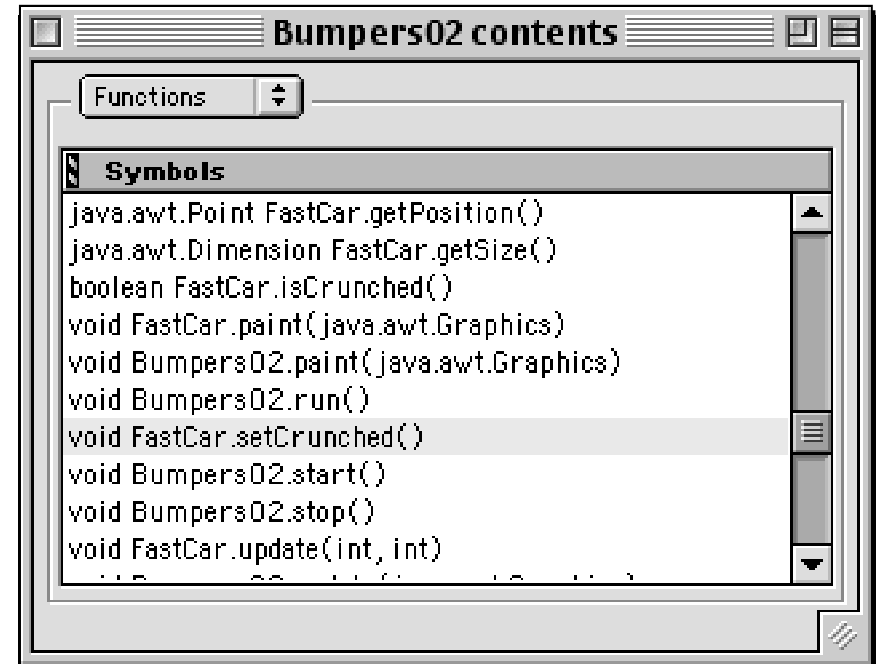 Bumpers02 contents
Functions
Symbols
java.awt.Point FastCar.getPosition()
java.awt.Dimension FastCar.getSize()
boolean FastCar.isCrunched()
void FastCar.paint(java.awt.Graphics)
void Bumpers02.paint(java.awt.Graphics)
void Bumpers02.run()
void FastCar.setCrunched()
void Bumpers02.start()
void Bumpers02.stop()
void FastCar.update(int, int)